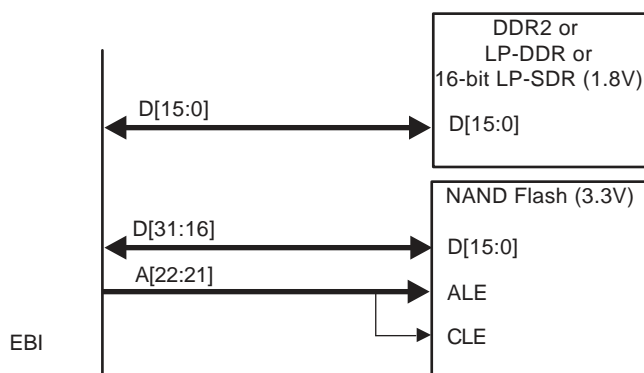 DDR2 or
LP-DDR or
16-bit LP-SDR (1.8V)
D[15:0]
D[15:0]
NAND Flash (3.3V)
D[31:16]
D[15:0]
A[22:21]
ALE
CLE
EBI